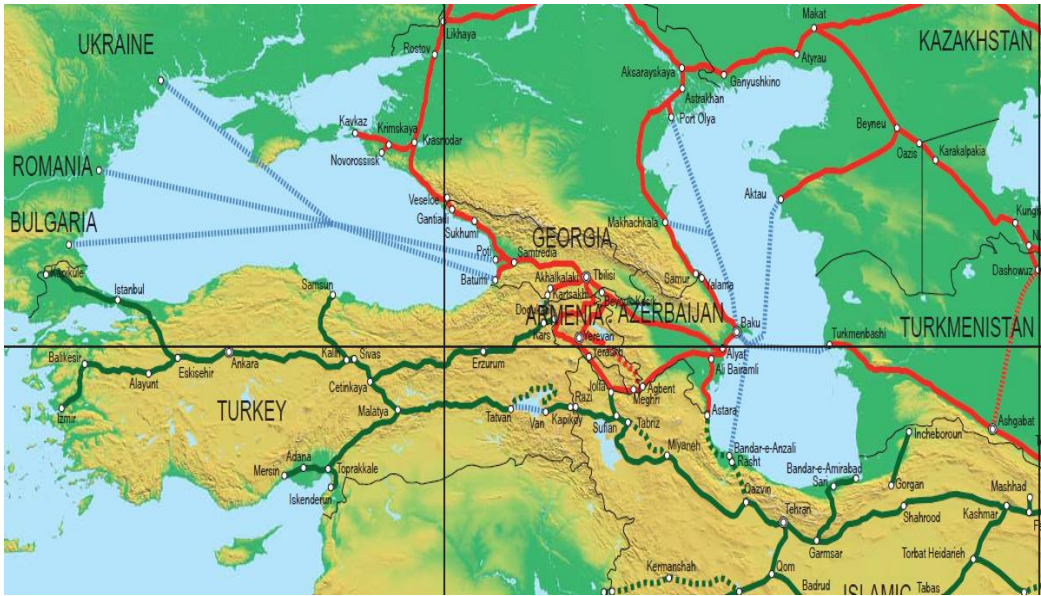 Makat
UKRAINE
Likhaya
KAZAKHSTAN
Rostov
Atyrau
Aksarayskaya
Ganyushkino
Astrakhan
Port Olya
Kavkaz
Krimskaya
Beyneu
Krasnodar
Oazis
Novorossiisk
Karakalpakia
ROMANIA
Aktau
Veseloe
Gantiadi
BULGARIA
Sukhumi
Makhachkala
GEORGIA
Poti
Samtredia
Dashowuz
Kapikule
Akhalkalaki
Tbilisi
Samur
Yalama
Batumi
Istanbul
Samsun
Kartsakhi
ARMENIA
AZERBAIJAN
Baku
TURKMENISTAN
Kars
Yerevan
Turkmenbashi
Balikesir
Ankara
Kalin
Sivas
Erzurum
Alyat
Eskisehir
Ali Bairamli
Alayunt
Cetinkaya
Jolfa
Agbent
Meghri
TURKEY
Malatya
Razi
Izmir
Tatvan
Van
Kapikoy
Astara
Ashgabat
Sufian
Tabriz
Incheboroun
Miyaneh
Bandar-e-Anzali
Rasht
Adana
Mersin
Toprakkale
Bandar-e-Amirabad
Sari
Gorgan
Mashhad
Iskenderun
Qazvin
Tehran
Shahrood
Kashmar
Garmsar
Torbat Heidarieh
Kermanshah
Qom
Badrud
ISLAMIC
Tabas